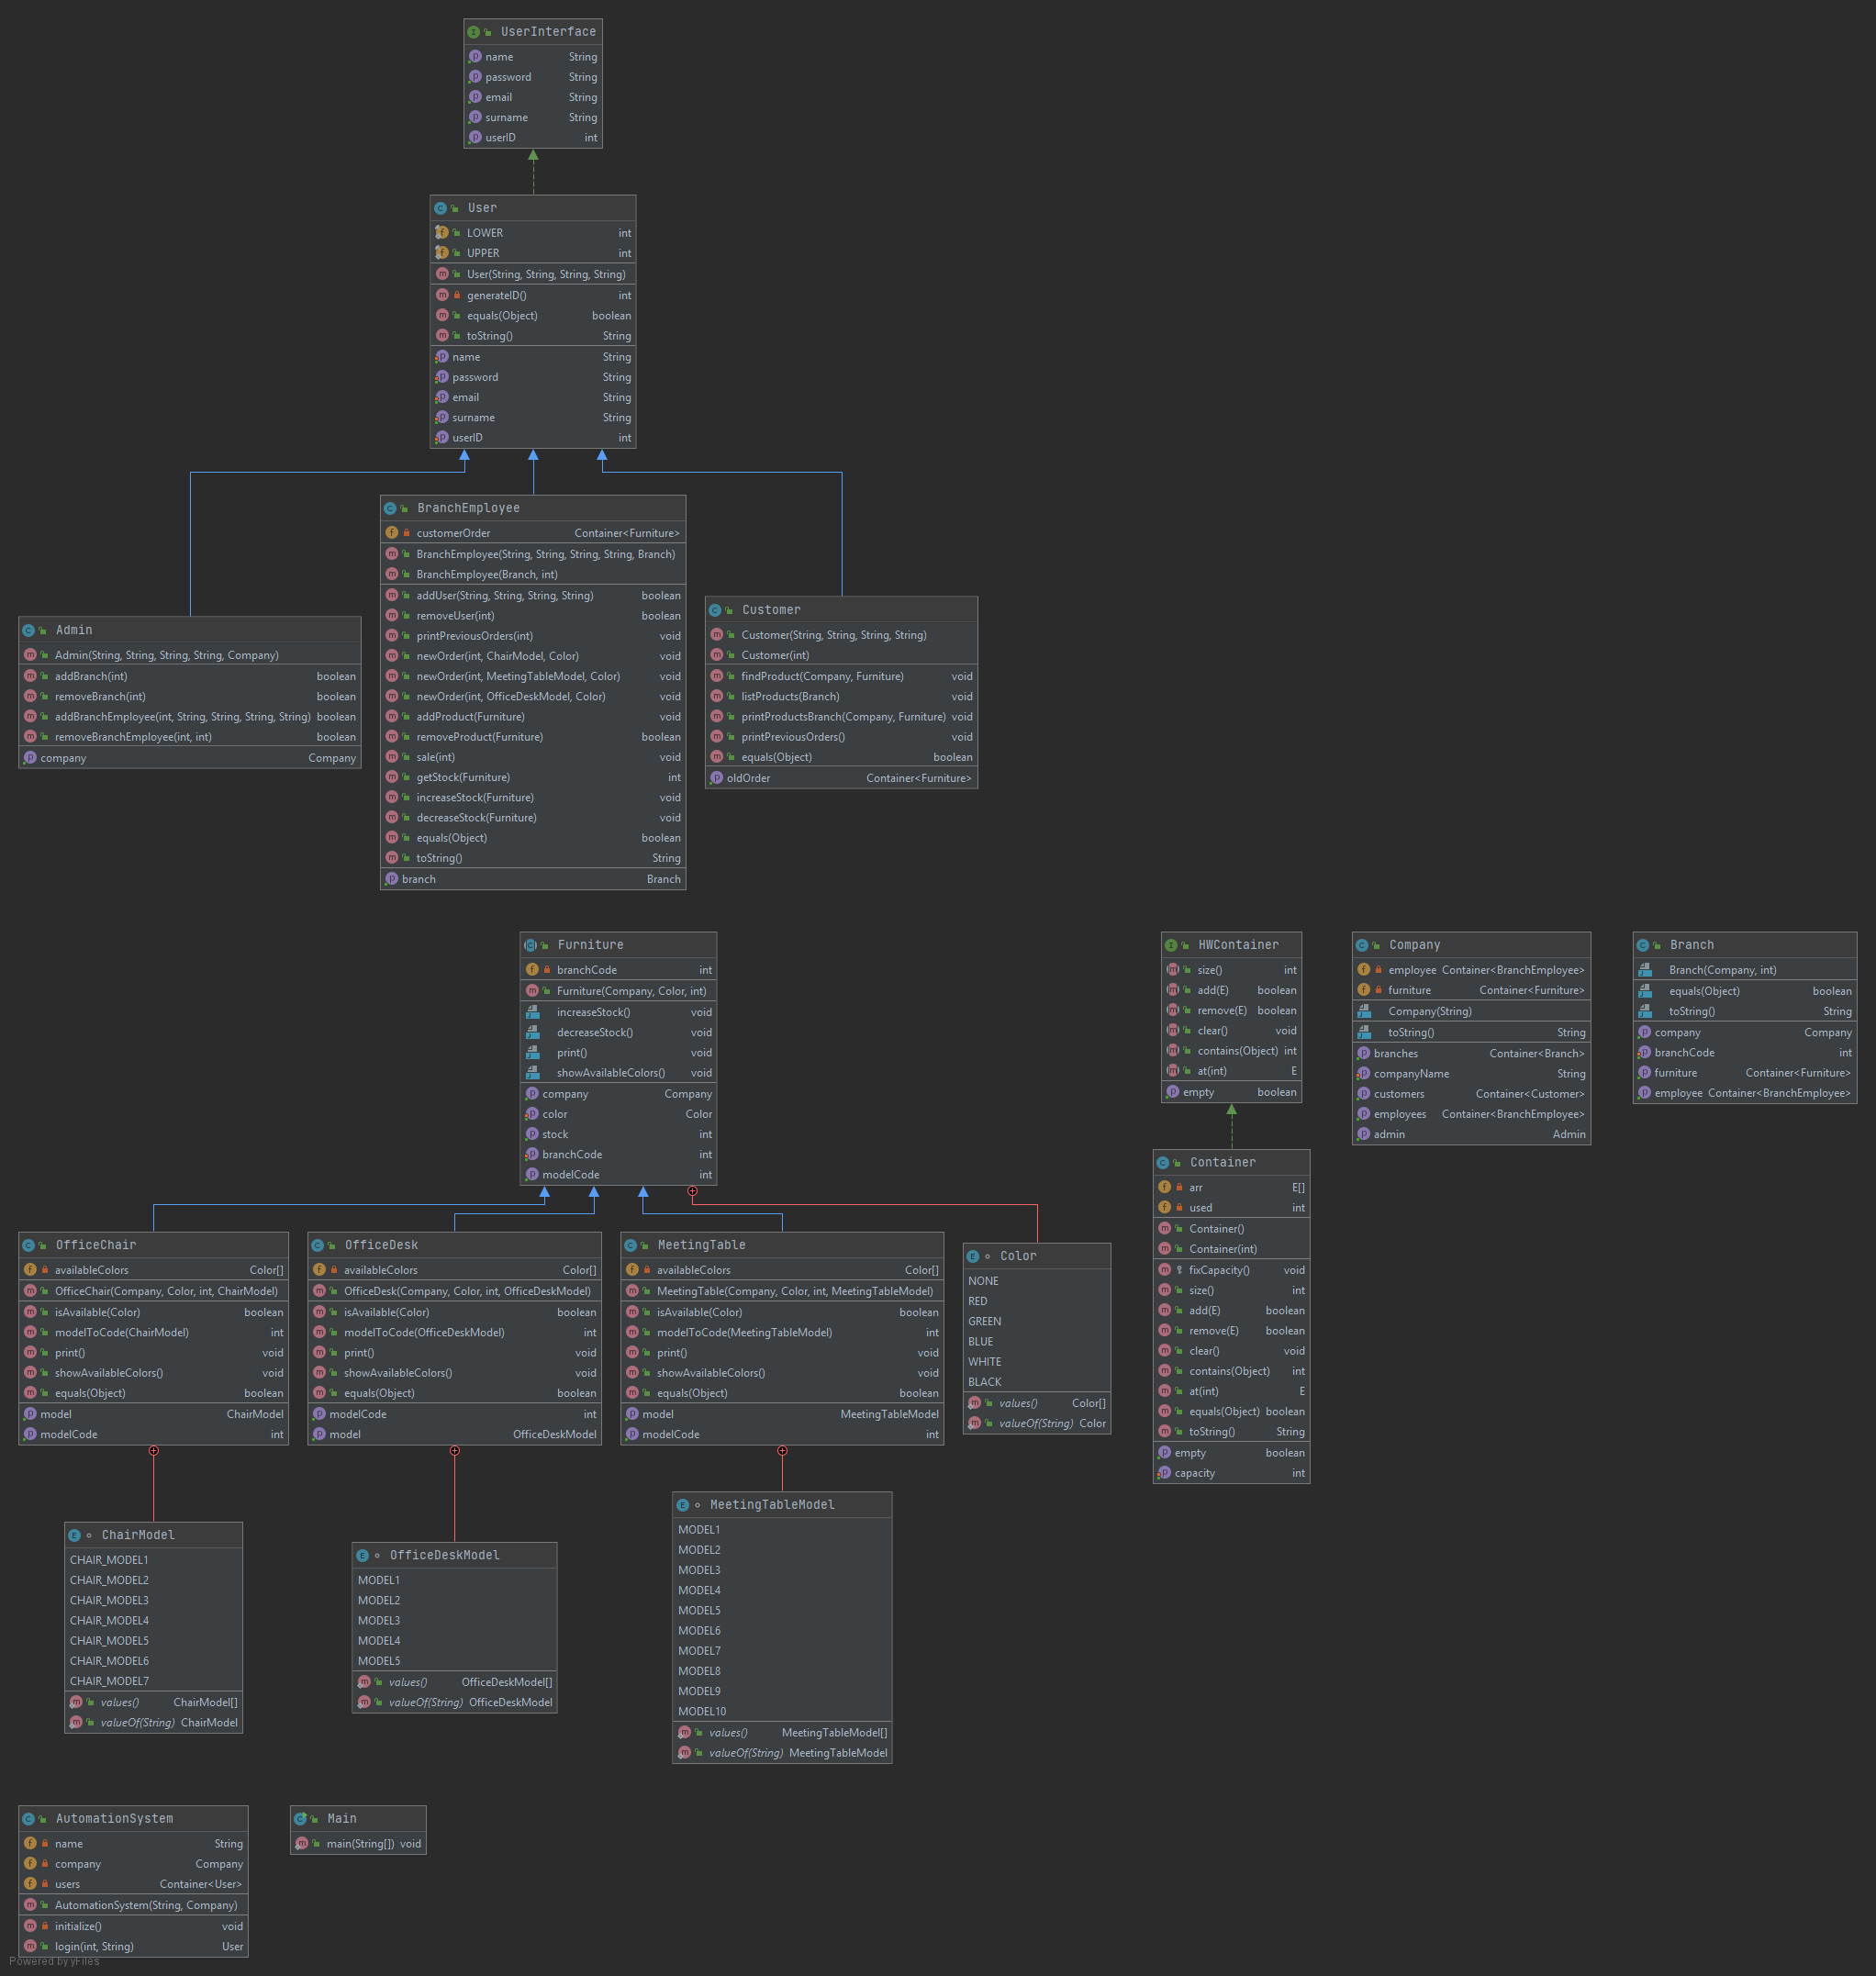 UserInterface
name String
password String
email String
surname String
userID int
User
LOWER int
UPPER int
User(String, String, String, String)
generateID() int
equals(Object) boolean
toString() String
name String
password String
email String
surname String
userID int
BranchEmployee
customerOrder Container<Furniture>
BranchEmployee(String, String, String, String, Branch)
BranchEmployee(Branch, int)
addUser(String, String, String, String) boolean
removeUser(int) boolean
printPreviousOrders(int) void
newOrder(int, ChairModel, Color) void
newOrder(int, MeetingTableModel, Color) void
newOrder(int, OfficeDeskModel, Color) void
addProduct(Furniture) void
removeProduct(Furniture) boolean
sale(int) void
getStock(Furniture) int
increaseStock(Furniture) void
decreaseStock(Furniture) void
equals(Object) boolean
toString() String
branch Branch
Admin
Admin(String, String, String, String, Company)
addBranch(int) boolean
removeBranch(int) boolean
addBranchEmployee(int, String, String, String, String) boolean
removeBranchEmployee(int, int) boolean
company Company
Customer
Customer(String, String, String, String)
Customer(int)
findProduct(Company, Furniture) void
listProducts(Branch) void
printProductsBranch(Company, Furniture) void
printPreviousOrders() void
equals(Object) boolean
oldOrder Container<Furniture>
Furniture
branchCode int
Furniture(Company, Color, int)
increaseStock() void
decreaseStock() void
print() void
showAvailableColors() void
company Company
color Color
stock int
branchCode int
modelCode int
HWContainer
size() int
add(E) boolean
remove(E) boolean
clear() void
contains(Object) int
at(int) E
empty boolean
Company
employee Container<BranchEmployee>
furniture Container<Furniture>
Company(String)
toString() String
branches Container<Branch>
companyName String
customers Container<Customer>
employees Container<BranchEmployee>
admin Admin
Branch
Branch(Company, int)
equals(Object) boolean
toString() String
company Company
branchCode int
furniture Container<Furniture>
employee Container<BranchEmployee>
Container
arr E[]
used int
Container()
Container(int)
fixCapacity() void
size() int
add(E) boolean
remove(E) boolean
clear() void
contains(Object) int
at(int) E
equals(Object) boolean
toString() String
empty boolean
capacity int
OfficeChair
availableColors Color[]
OfficeChair(Company, Color, int, ChairModel)
isAvailable(Color) boolean
modelToCode(ChairModel) int
print() void
showAvailableColors() void
equals(Object) boolean
model ChairModel
modelCode int
OfficeDesk
availableColors Color[]
OfficeDesk(Company, Color, int, OfficeDeskModel)
isAvailable(Color) boolean
modelToCode(OfficeDeskModel) int
print() void
showAvailableColors() void
equals(Object) boolean
modelCode int
model OfficeDeskModel
MeetingTable
availableColors Color[]
MeetingTable(Company, Color, int, MeetingTableModel)
isAvailable(Color) boolean
modelToCode(MeetingTableModel) int
print() void
showAvailableColors() void
equals(Object) boolean
model MeetingTableModel
modelCode int
Color
NONE
RED
GREEN
BLUE
WHITE
BLACK
values() Color[]
valueOf(String) Color
ChairModel
CHAIR_MODEL1
CHAIR_MODEL2
CHAIR_MODEL3
CHAIR_MODEL4
CHAIR_MODEL5
CHAIR_MODEL6
CHAIR_MODEL7
values() ChairModel[]
valueOf(String) ChairModel
OfficeDeskModel
MODEL1
MODEL2
MODEL3
MODEL4
MODEL5
values() OfficeDeskModel[]
valueOf(String) OfficeDeskModel
MeetingTableModel
MODEL1
MODEL2
MODEL3
MODEL4
MODEL5
MODEL6
MODEL7
MODEL8
MODEL9
MODEL10
values() MeetingTableModel[]
valueOf(String) MeetingTableModel
AutomationSystem
name String
company Company
users Container<User>
AutomationSystem(String, Company)
initialize() void
login(int, String) User
Main
main(String[]) void
Powered by yFiles